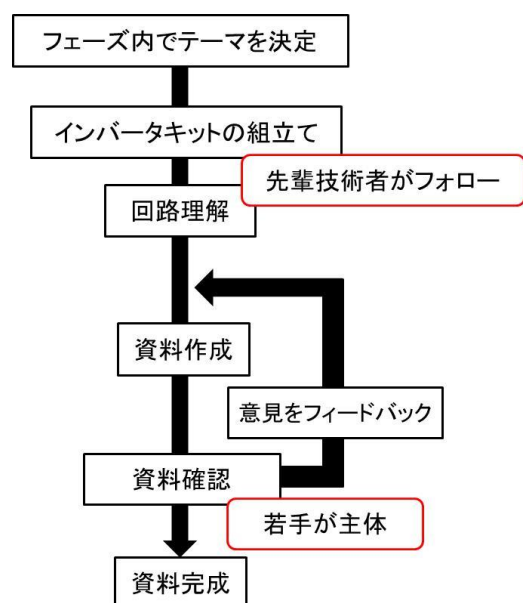 フェーズ内でテーマを決定
インバータキットの組立て
先輩技術者がフォロー
回路理解
資料作成
意見をフィードバック
資料確認
若手が主体
資料完成